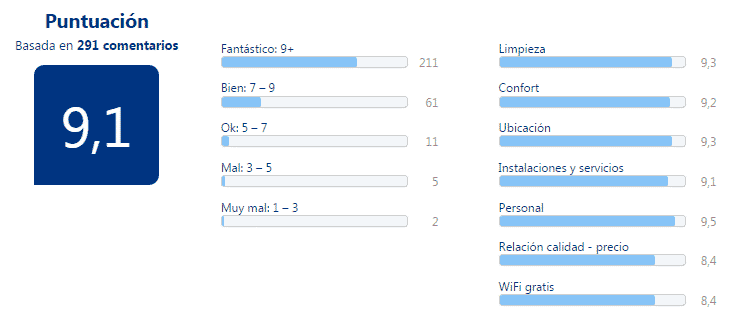 Puntuación
Basada en 291 comentarios
9,1
Fantástico: 9+
211
Bien: 7 – 9
61
Ok: 5 – 7
11
Mal: 3 – 5
5
Muy mal: 1 – 3
2
Limpieza
9,3
Confort
9,2
Ubicación
9,3
Instalaciones y servicios
9,1
Personal
9,5
Relación calidad - precio
8,4
WiFi gratis
8,4